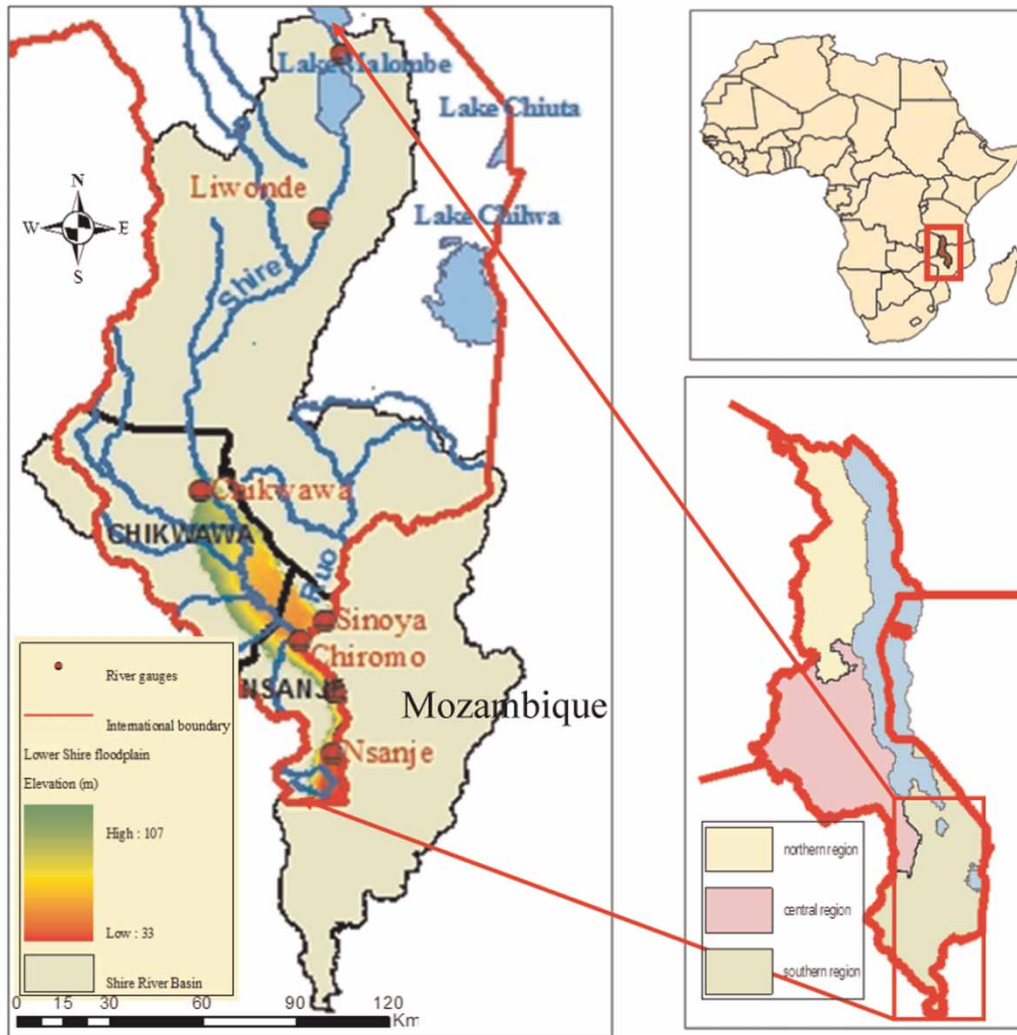 Lake Malombe
Lake Chiuta
Liwonde
Lake Chilwa
N
W E
S
Shire
Chikwawa
CHIKWAWA
Ruo
Sinoya
Chiromo
NSANJE
Mozambique
Nsanje
River gauges
International boundary
Lower Shire floodplain
Elevation (m)
High : 107
Low : 33
Shire River Basin
0 15 30 60 90 120
Km
northern region
central region
southern region